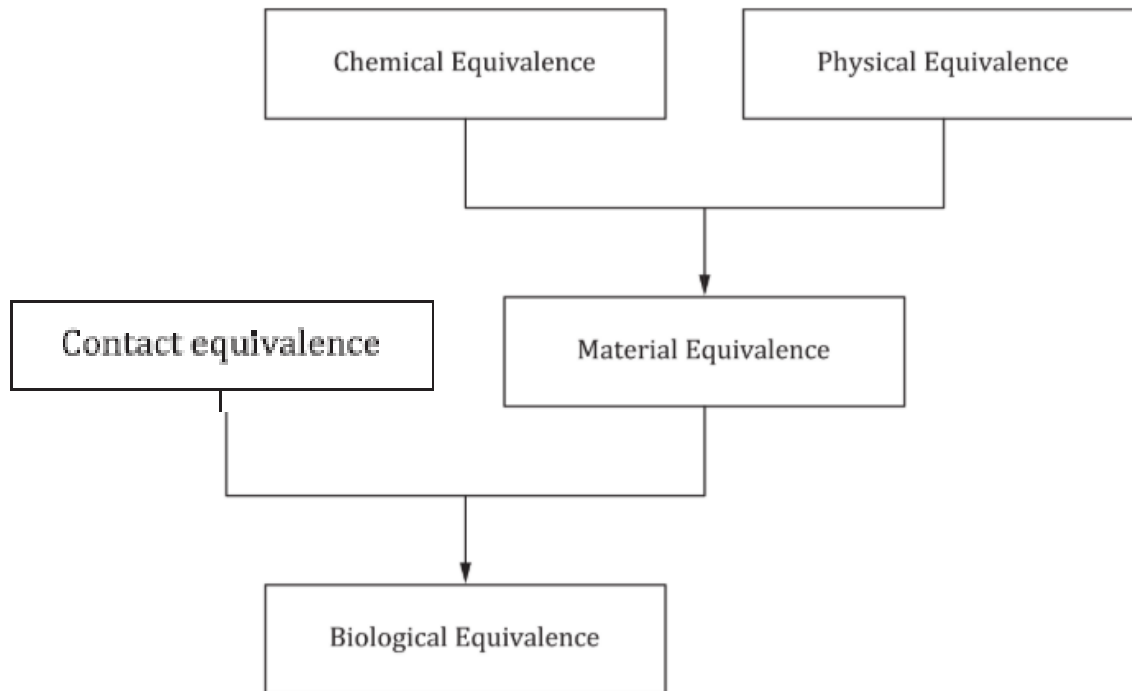 Chemical Equivalence
Physical Equivalence
Contact equivalence
Material Equivalence
Biological Equivalence